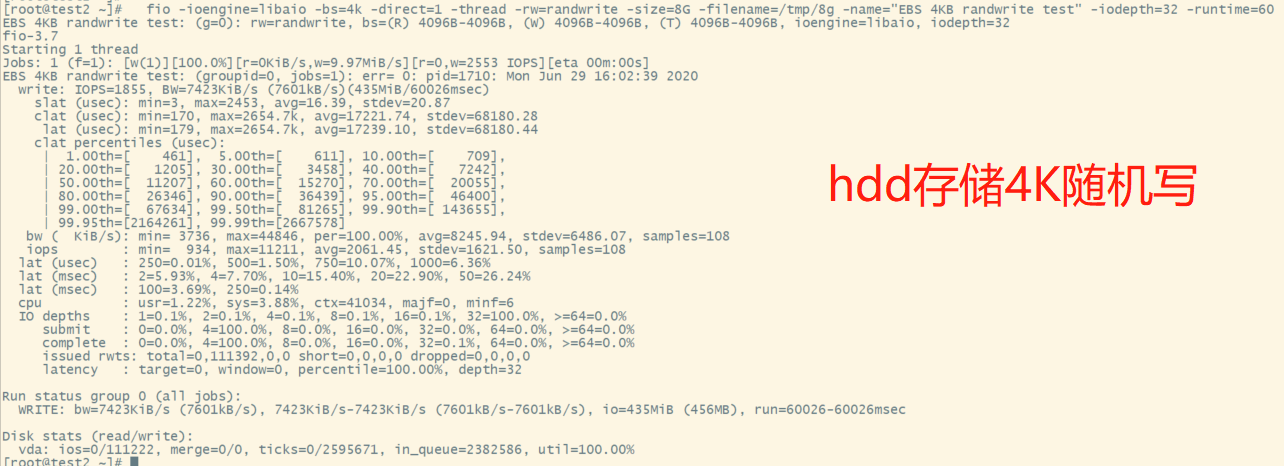 [root@test2 ~]#   fio -ioengine=libaio -bs=4k -direct=1 -thread -rw=randwrite -size=8G -filename=/tmp/8g -name="EBS 4KB randwrite test" -iodepth=32 -runtime=60
EBS 4KB randwrite test: (g=0): rw=randwrite, bs=(R) 4096B-4096B, (W) 4096B-4096B, (T) 4096B-4096B, ioengine=libaio, iodepth=32
fio-3.7
Starting 1 thread
Jobs: 1 (f=1): [w(1)][100.0%][r=0KiB/s,w=9.97MiB/s][r=0,w=2553 IOPS][eta 00m:00s]
EBS 4KB randwrite test: (groupid=0, jobs=1): err= 0: pid=1710: Mon Jun 29 16:02:39 2020
  write: IOPS=1855, BW=7423KiB/s (7601kB/s)(435MiB/60026msec)
    slat (usec): min=3, max=2453, avg=16.39, stdev=20.87
    clat (usec): min=170, max=2654.7k, avg=17221.74, stdev=68180.28
     lat (usec): min=179, max=2654.7k, avg=17239.10, stdev=68180.44
    clat percentiles (usec):
     |  1.00th=[    461],  5.00th=[    611], 10.00th=[    709],
     | 20.00th=[   1205], 30.00th=[   3458], 40.00th=[   7242],
     | 50.00th=[  11207], 60.00th=[  15270], 70.00th=[  20055],
     | 80.00th=[  26346], 90.00th=[  36439], 95.00th=[  46400],
     | 99.00th=[  67634], 99.50th=[  81265], 99.90th=[ 143655],
     | 99.95th=[2164261], 99.99th=[2667578]
   bw (  KiB/s): min= 3736, max=44846, per=100.00%, avg=8245.94, stdev=6486.07, samples=108
   iops        : min=  934, max=11211, avg=2061.45, stdev=1621.50, samples=108
  lat (usec)   : 250=0.01%, 500=1.50%, 750=10.07%, 1000=6.36%
  lat (msec)   : 2=5.93%, 4=7.70%, 10=15.40%, 20=22.90%, 50=26.24%
  lat (msec)   : 100=3.69%, 250=0.14%
  cpu          : usr=1.22%, sys=3.88%, ctx=41034, majf=0, minf=6
  IO depths    : 1=0.1%, 2=0.1%, 4=0.1%, 8=0.1%, 16=0.1%, 32=100.0%, >=64=0.0%
     submit    : 0=0.0%, 4=100.0%, 8=0.0%, 16=0.0%, 32=0.0%, 64=0.0%, >=64=0.0%
     complete  : 0=0.0%, 4=100.0%, 8=0.0%, 16=0.0%, 32=0.1%, 64=0.0%, >=64=0.0%
     issued rwts: total=0,111392,0,0 short=0,0,0,0 dropped=0,0,0,0
     latency   : target=0, window=0, percentile=100.00%, depth=32
hdd存储4K随机写
Run status group 0 (all jobs):
  WRITE: bw=7423KiB/s (7601kB/s), 7423KiB/s-7423KiB/s (7601kB/s-7601kB/s), io=435MiB (456MB), run=60026-60026msec
Disk stats (read/write):
  vda: ios=0/111222, merge=0/0, ticks=0/2595671, in_queue=2382586, util=100.00%
[root@test2 ~]#